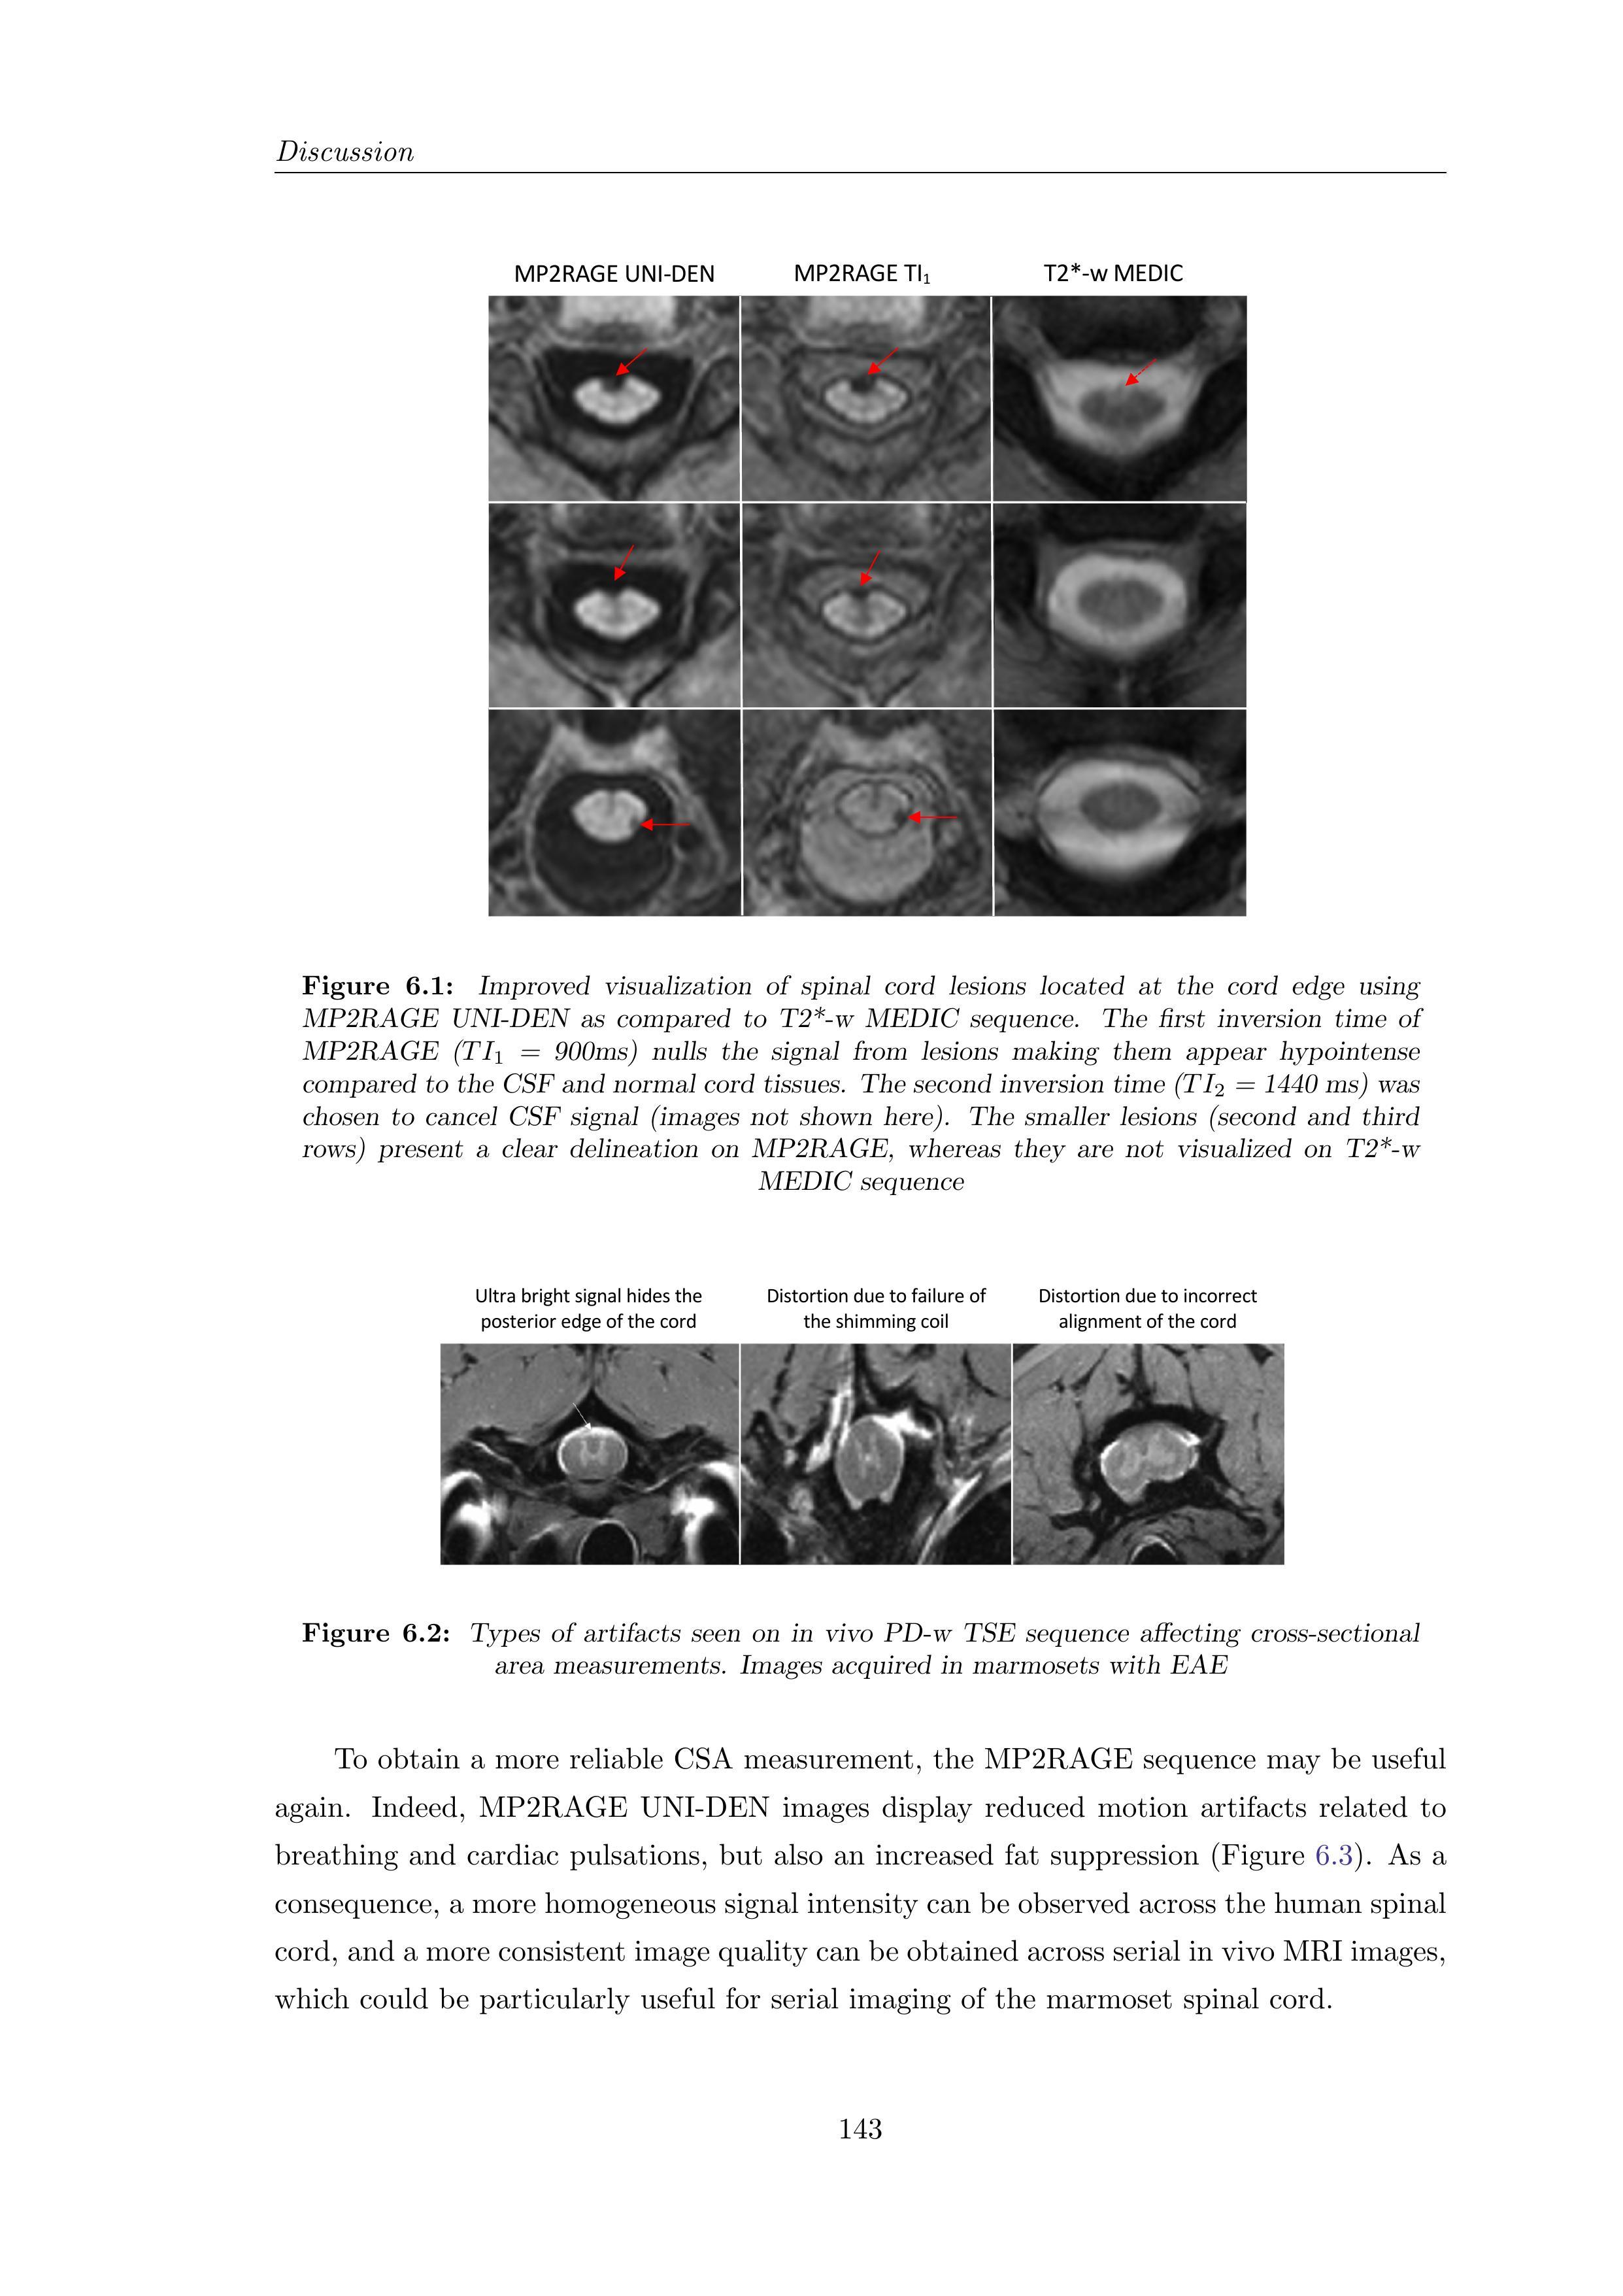 Discussion
MP2RAGE UNI-DEN MP2RAGE TI₁ T2*-w MEDIC
Figure 6.1: Improved visualization of spinal cord lesions located at the cord edge using
MP2RAGE UNI-DEN as compared to T2*-w MEDIC sequence. The first inversion time of
MP2RAGE (TI₁ = 900ms) nulls the signal from lesions making them appear hypointense
compared to the CSF and normal cord tissues. The second inversion time (TI₂ = 1440 ms) was
chosen to cancel CSF signal (images not shown here). The smaller lesions (second and third
rows) present a clear delineation on MP2RAGE, whereas they are not visualized on T2*-w
MEDIC sequence
Ultra bright signal hides the
posterior edge of the cord
Distortion due to failure of
the shimming coil
Distortion due to incorrect
alignment of the cord
Figure 6.2: Types of artifacts seen on in vivo PD-w TSE sequence affecting cross-sectional
area measurements. Images acquired in marmosets with EAE
To obtain a more reliable CSA measurement, the MP2RAGE sequence may be useful
again. Indeed, MP2RAGE UNI-DEN images display reduced motion artifacts related to
breathing and cardiac pulsations, but also an increased fat suppression (Figure 6.3). As a
consequence, a more homogeneous signal intensity can be observed across the human spinal
cord, and a more consistent image quality can be obtained across serial in vivo MRI images,
which could be particularly useful for serial imaging of the marmoset spinal cord.
143